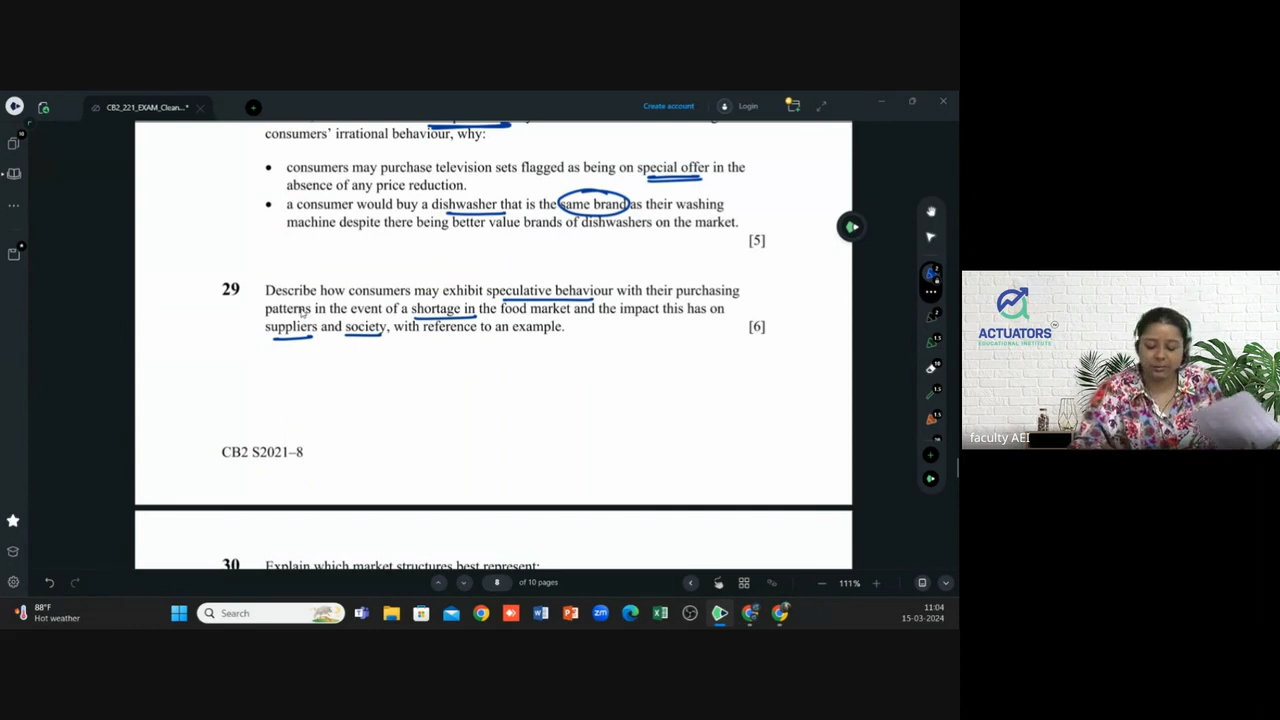 CB2_221_EXAM_Clean...*
Create account
Login
consumers' irrational behaviour, why:
• consumers may purchase television sets flagged as being on special offer in the
absence of any price reduction.
• a consumer would buy a dishwasher that is the same brand as their washing
machine despite there being better value brands of dishwashers on the market.
[5]
29 Describe how consumers may exhibit speculative behaviour with their purchasing
patterns in the event of a shortage in the food market and the impact this has on
suppliers and society, with reference to an example. [6]
CB2 S2021–8
30 Explain which market structures best represent:
8 of 10 pages
111%
88°F
Hot weather
Search
11:04
15-03-2024
ACTUATORS
EDUCATIONAL INSTITUTE
faculty AEI